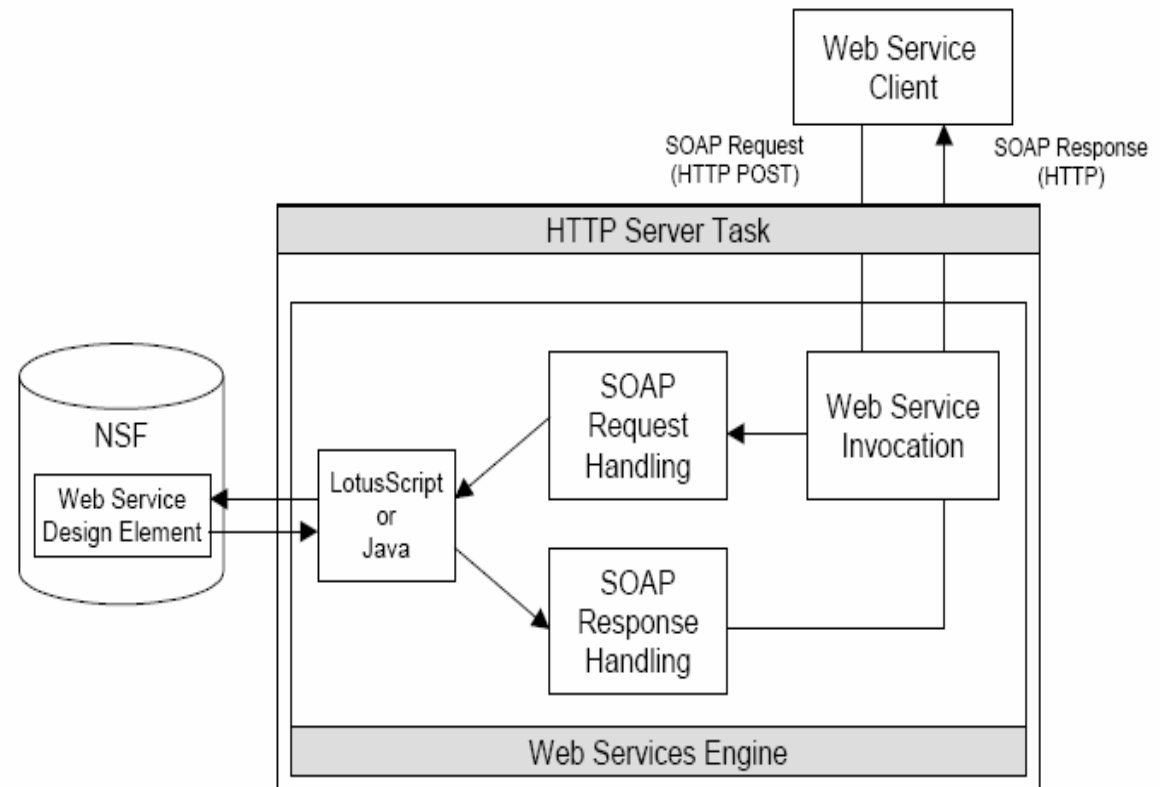 Web Service
Client
SOAP Request
(HTTP POST)
SOAP Response
(HTTP)
HTTP Server Task
NSF
Web Service
Design Element
LotusScript
or
Java
SOAP
Request
Handling
Web Service
Invocation
SOAP
Response
Handling
Web Services Engine